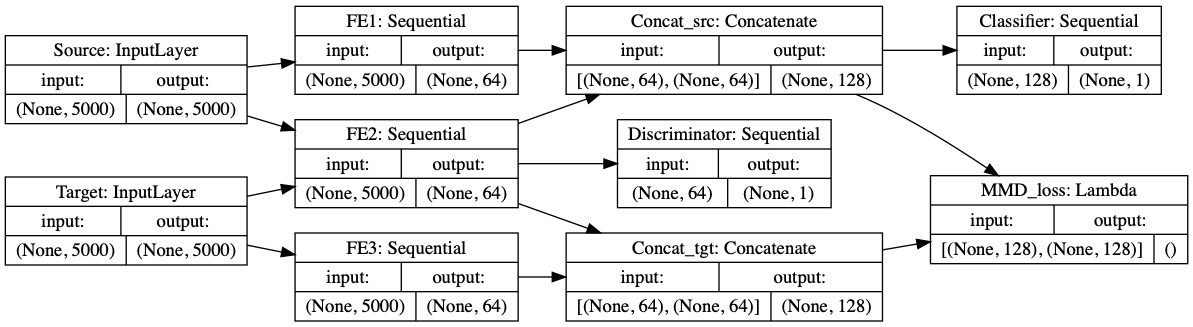 Source: InputLayer
input: output:
(None, 5000) (None, 5000)
Target: InputLayer
input: output:
(None, 5000) (None, 5000)
FE1: Sequential
input: output:
(None, 5000) (None, 64)
FE2: Sequential
input: output:
(None, 5000) (None, 64)
FE3: Sequential
input: output:
(None, 5000) (None, 64)
Concat_src: Concatenate
input: output:
[(None, 64), (None, 64)] (None, 128)
Discriminator: Sequential
input: output:
(None, 64) (None, 1)
Concat_tgt: Concatenate
input: output:
[(None, 64), (None, 64)] (None, 128)
Classifier: Sequential
input: output:
(None, 128) (None, 1)
MMD_loss: Lambda
input: output:
[(None, 128), (None, 128)] ()